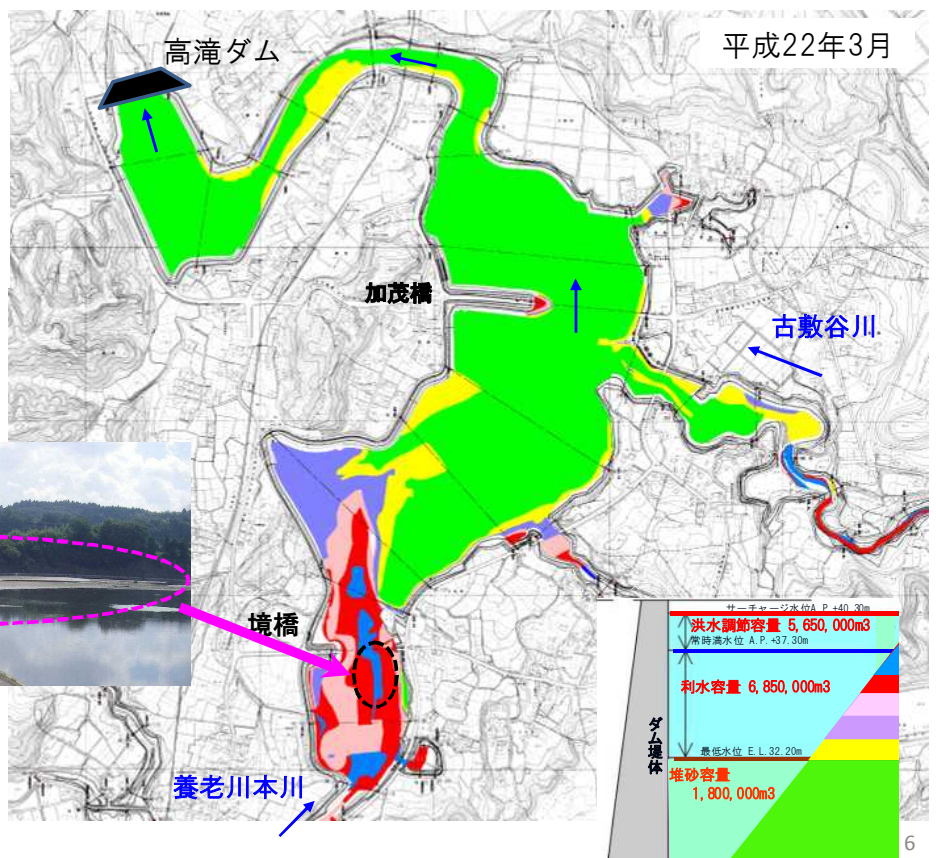 高滝ダム
平成22年3月
加茂橋
古敷谷川
境橋
養老川本川
サーチャージ水位A.P.+40.30m
洪水調節容量 5,650,000m3
常時満水位 A.P.+37.30m
利水容量 6,850,000m3
ダム堤体
最低水位 E.L.32.20m
堆砂容量
1,800,000m3
6